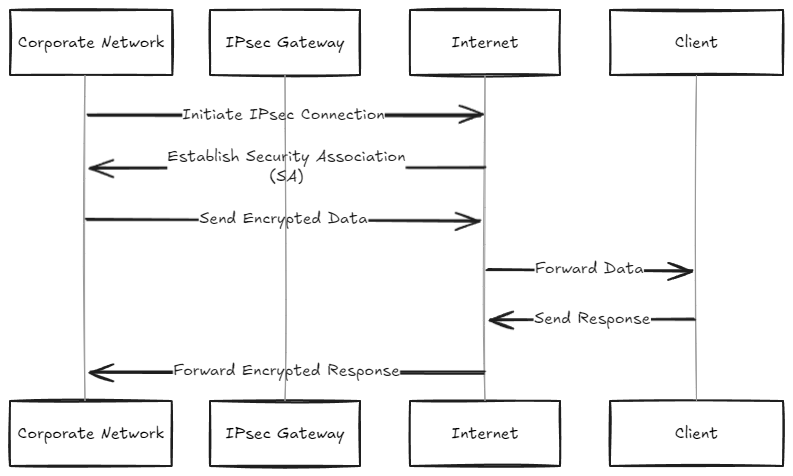 Corporate Network
IPsec Gateway
Internet
Client
Initiate IPsec Connection
Establish Security Association
(SA)
Send Encrypted Data
Forward Data
Send Response
Forward Encrypted Response
Corporate Network
IPsec Gateway
Internet
Client